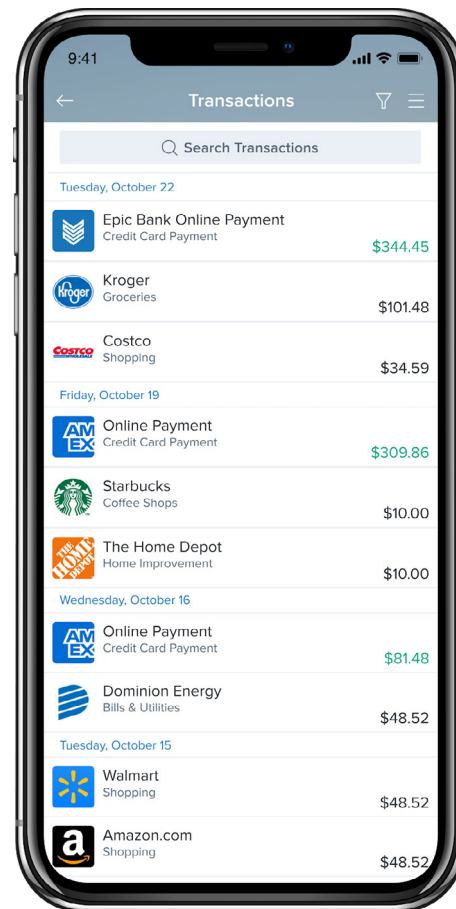 9:41
Transactions
Search Transactions
Tuesday, October 22
Epic Bank Online Payment
Credit Card Payment
$344.45
Kroger
Kroger
Groceries
$101.48
COSTCO
WHOLESALE
Costco
Shopping
$34.59
Friday, October 19
AM
EX
Online Payment
Credit Card Payment
$309.86
Starbucks
Coffee Shops
$10.00
THE
HOME
DEPOT
The Home Depot
Home Improvement
$10.00
Wednesday, October 16
AM
EX
Online Payment
Credit Card Payment
$81.48
Dominion Energy
Bills & Utilities
$48.52
Tuesday, October 15
Walmart
Shopping
$48.52
a
Amazon.com
Shopping
$48.52